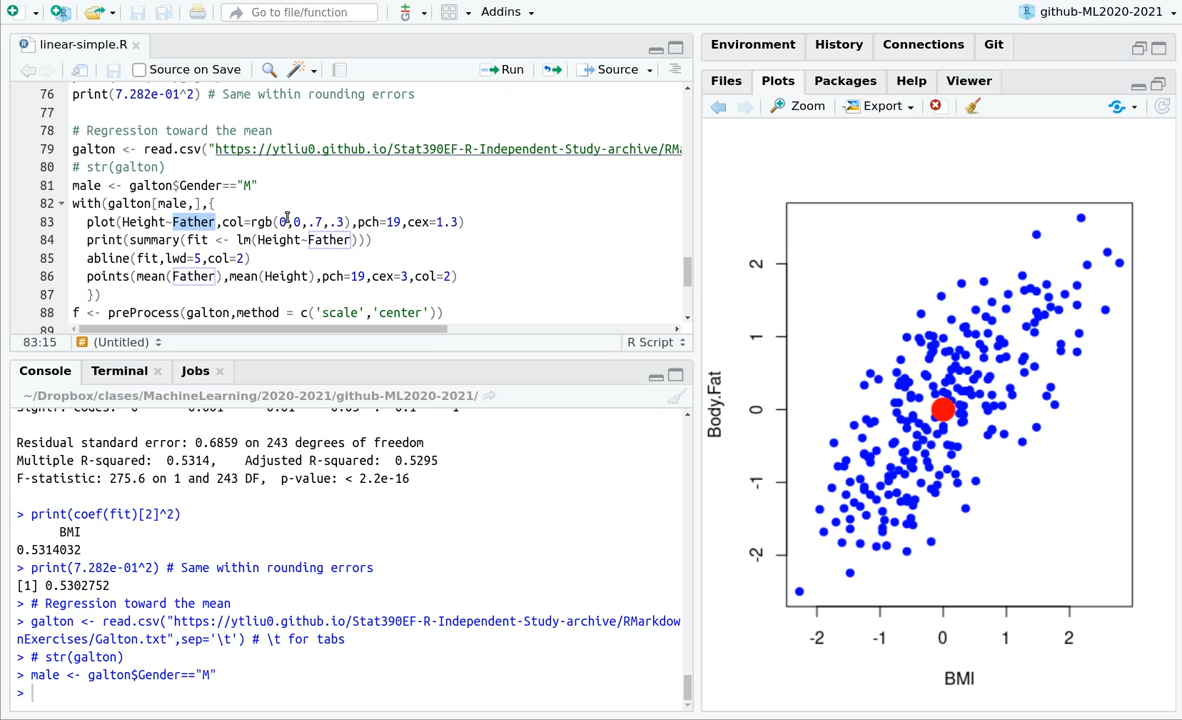 Go to file/function
Addins
github-ML2020-2021
linear-simple.R
Source on Save
Run
Source
76 print(7.282e-01^2) # Same within rounding errors
77
78 # Regression toward the mean
79 galton <- read.csv("https://ytliu0.github.io/Stat390EF-R-Independent-Study-archive/RMa
80 # str(galton)
81 male <- galton$Gender=="M"
82 with(galton[male,],{
83 plot(Height~Father,col=rgb(0,0,.7,.3),pch=19,cex=1.3)
84 print(summary(fit <- lm(Height~Father)))
85 abline(fit,lwd=5,col=2)
86 points(mean(Father),mean(Height),pch=19,cex=3,col=2)
87 })
88 f <- preProcess(galton,method = c('scale','center'))
89
83:15 # (Untitled) R Script
Console Terminal Jobs
~/Dropbox/clases/MachineLearning/2020-2021/github-ML2020-2021/
Residual standard error: 0.6859 on 243 degrees of freedom
Multiple R-squared:  0.5314,    Adjusted R-squared:  0.5295
F-statistic: 275.6 on 1 and 243 DF,  p-value: < 2.2e-16
> print(coef(fit)[2]^2)
BMI
0.5314032
> print(7.282e-01^2) # Same within rounding errors
[1] 0.5302752
> # Regression toward the mean
> galton <- read.csv("https://ytliu0.github.io/Stat390EF-R-Independent-Study-archive/RMarkdow
nExercises/Galton.txt",sep='\t') # \t for tabs
> # str(galton)
> male <- galton$Gender=="M"
>
Environment History Connections Git
Files Plots Packages Help Viewer
Zoom Export
2
1
0
-1
-2
Body.Fat
-2 -1 0 1 2
BMI